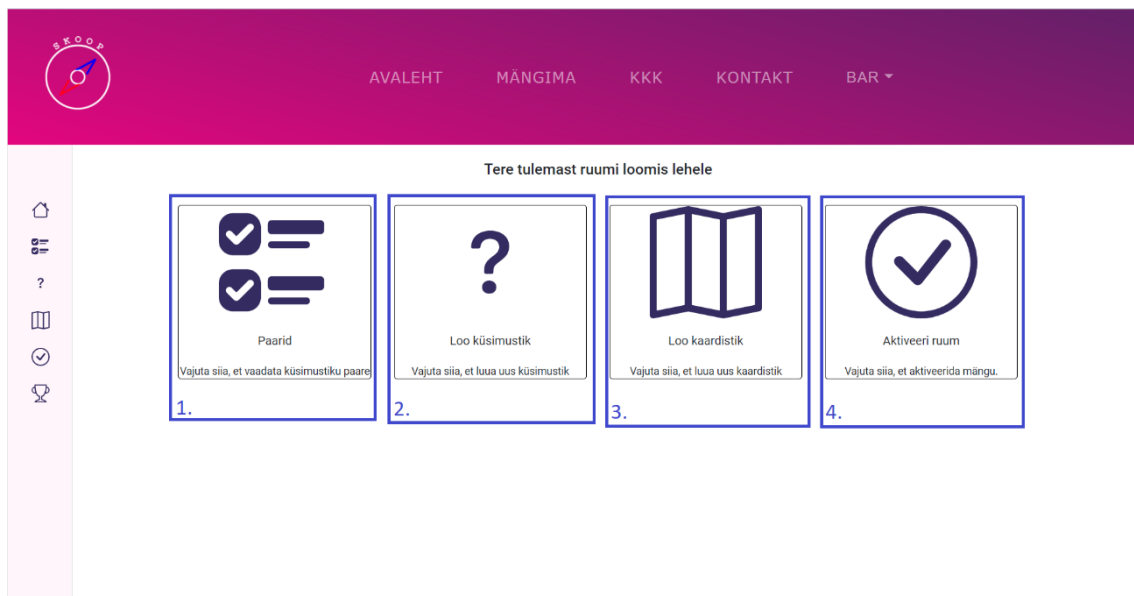 SKOOP
AVALEHT MÄNGIMA KKK KONTAKT BAR
Tere tulemast ruumi loomis lehele
?
?
Paarid
Vajuta siia, et vaadata küsimustiku paare
1.
Loo küsimustik
Vajuta siia, et luua uus küsimustik
2.
Loo kaardistik
Vajuta siia, et luua uus kaardistik
3.
Aktiveeri ruum
Vajuta siia, et aktiveerida mängu.
4.